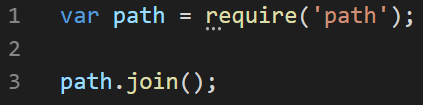 1 var path = require('path');
2
3 path.join();